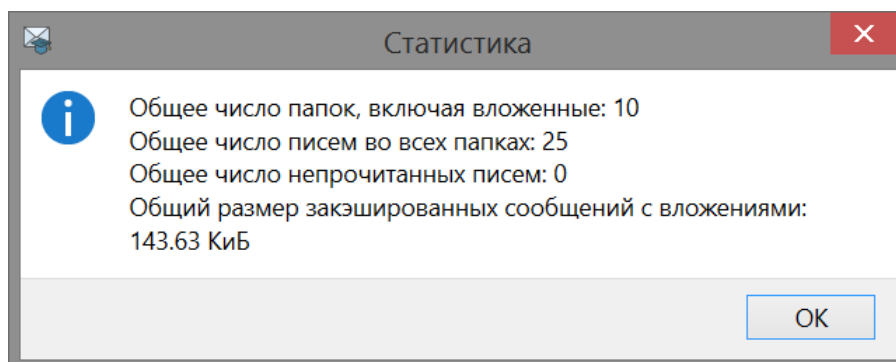 Статистика
Общее число папок, включая вложенные: 10
Общее число писем во всех папках: 25
Общее число непрочитанных писем: 0
Общий размер закэшированных сообщений с вложениями:
143.63 КиБ
OK